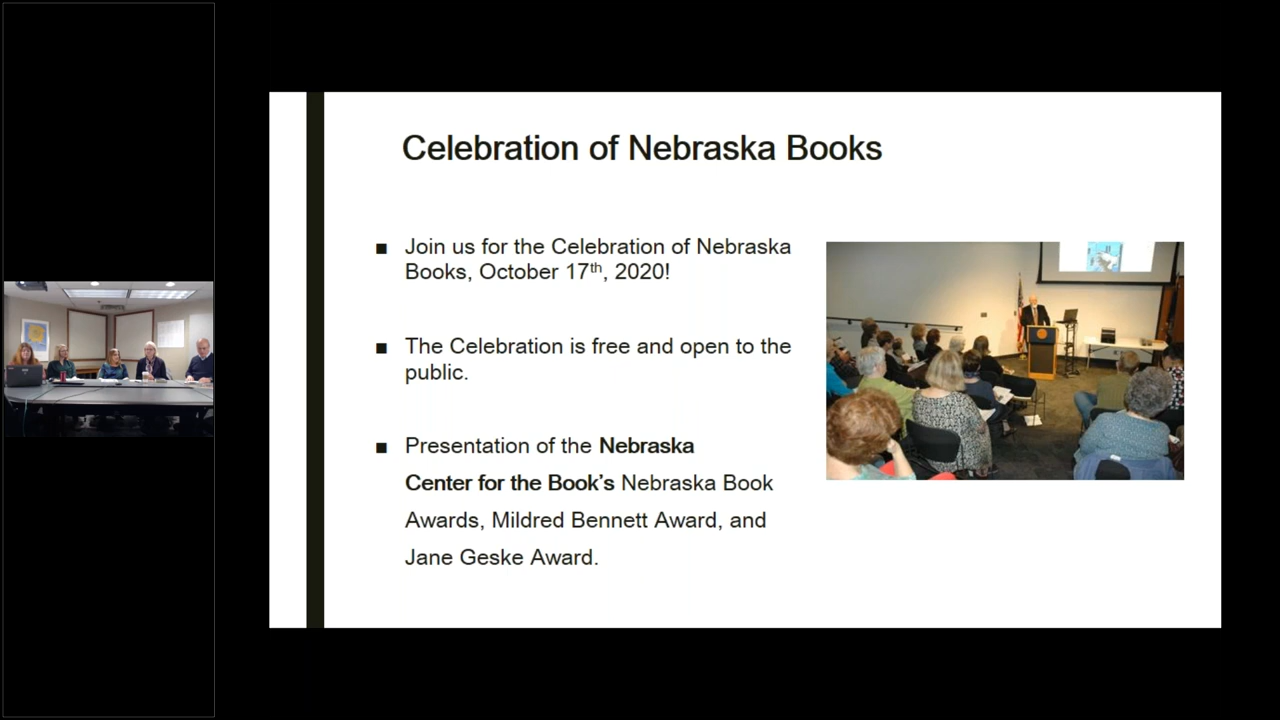 Celebration of Nebraska Books
■ Join us for the Celebration of Nebraska
Books, October 17th, 2020!
■ The Celebration is free and open to the
public.
■ Presentation of the Nebraska
Center for the Book’s Nebraska Book
Awards, Mildred Bennett Award, and
Jane Geske Award.